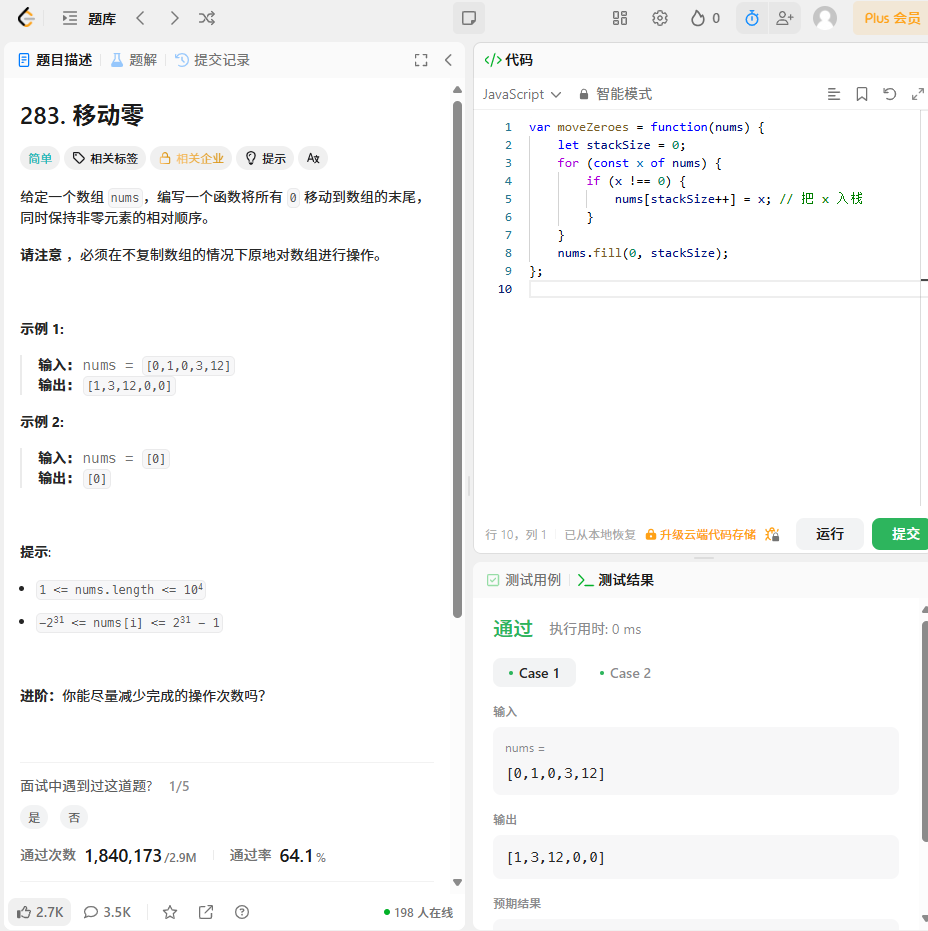 题库
0
Plus 会员
题目描述
题解
提交记录
283. 移动零
简单
相关标签
相关企业
提示
给定一个数组 nums，编写一个函数将所有 0 移动到数组的末尾，
同时保持非零元素的相对顺序。
请注意 ，必须在不复制数组的情况下原地对数组进行操作。
示例 1:
输入: nums = [0,1,0,3,12]
输出: [1,3,12,0,0]
示例 2:
输入: nums = [0]
输出: [0]
提示:
1 <= nums.length <= 10⁴
−2³¹ <= nums[i] <= 2³¹ − 1
进阶：你能尽量减少完成的操作次数吗？
面试中遇到过这道题? 1/5
是
否
通过次数 1,840,173/2.9M
通过率 64.1%
2.7K
3.5K
198 人在线
代码
JavaScript
智能模式
1 var moveZeroes = function(nums) {
2 let stackSize = 0;
3 for (const x of nums) {
4 if (x !== 0) {
5 nums[stackSize++] = x; // 把 x 入栈
6 }
7 }
8 nums.fill(0, stackSize);
9 };
10
行 10，列 1
已从本地恢复
升级云端代码存储
运行
提交
测试用例
测试结果
通过 执行用时: 0 ms
Case 1
Case 2
输入
nums =
[0,1,0,3,12]
输出
[1,3,12,0,0]
预期结果